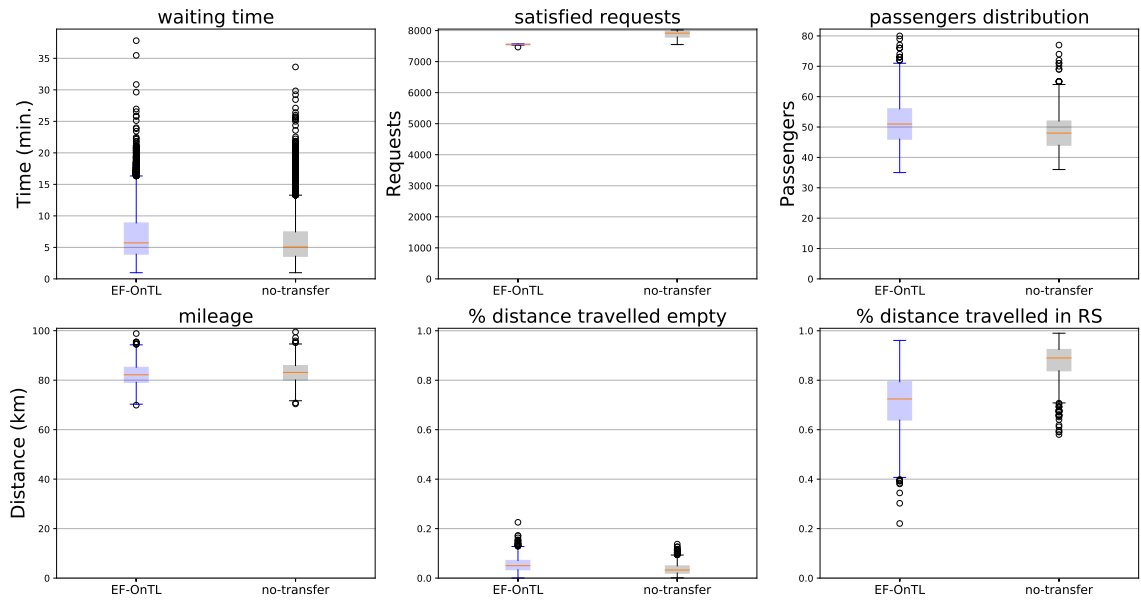 waiting time
satisfied requests
passengers distribution
Time (min.)
35
30
25
20
15
10
5
0
EF-OnTL
no-transfer
Requests
8000
7000
6000
5000
4000
3000
2000
1000
0
EF-OnTL
no-transfer
Passengers
80
70
60
50
40
30
20
10
0
EF-OnTL
no-transfer
mileage
% distance travelled empty
% distance travelled in RS
Distance (km)
100
80
60
40
20
0
EF-OnTL
no-transfer
1.0
0.8
0.6
0.4
0.2
0.0
EF-OnTL
no-transfer
1.0
0.8
0.6
0.4
0.2
0.0
EF-OnTL
no-transfer